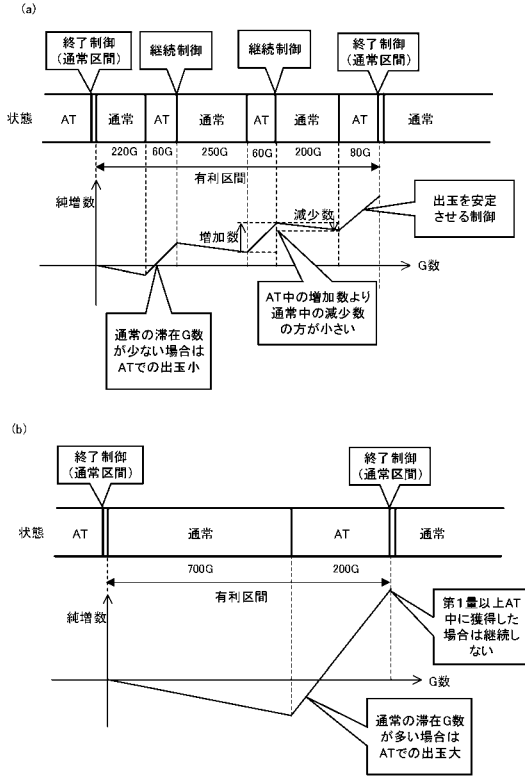 (a)
終了制御
(通常区間)
継続制御
継続制御
終了制御
(通常区間)
状態
AT
通常
AT
通常
AT
通常
AT
通常
220G
60G
250G
60G
200G
80G
有利区間
純増数
増加数
減少数
出玉を安定
させる制御
G数
通常の滞在G数
が少ない場合は
ATでの出玉小
AT中の増加数より
通常中の減少数
の方が小さい
(b)
終了制御
(通常区間)
終了制御
(通常区間)
状態
AT
通常
AT
通常
700G
200G
有利区間
純増数
第1量以上AT
中に獲得した
場合は継続し
ない
G数
通常の滞在G数
が多い場合は
ATでの出玉大